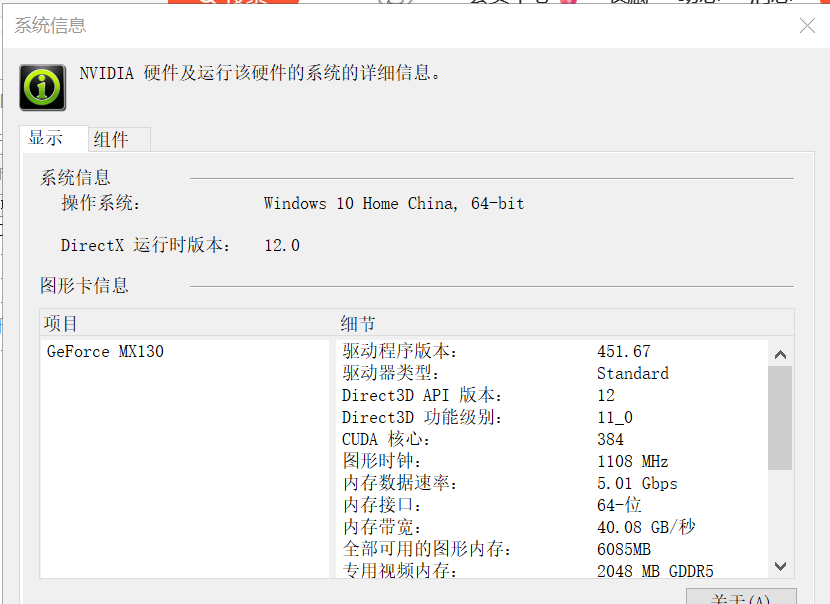 系统信息
NVIDIA 硬件及运行该硬件的系统的详细信息。
显示 组件
系统信息
操作系统: Windows 10 Home China, 64-bit
DirectX 运行时版本: 12.0
图形卡信息
项目 细节
GeForce MX130 驱动程序版本: 451.67
驱动器类型: Standard
Direct3D API 版本: 12
Direct3D 功能级别: 11_0
CUDA 核心: 384
图形时钟: 1108 MHz
内存数据速率: 5.01 Gbps
内存接口: 64-位
内存带宽: 40.08 GB/秒
全部可用的图形内存: 6085MB
专用视频内存: 2048 MB GDDR5
关于(A)